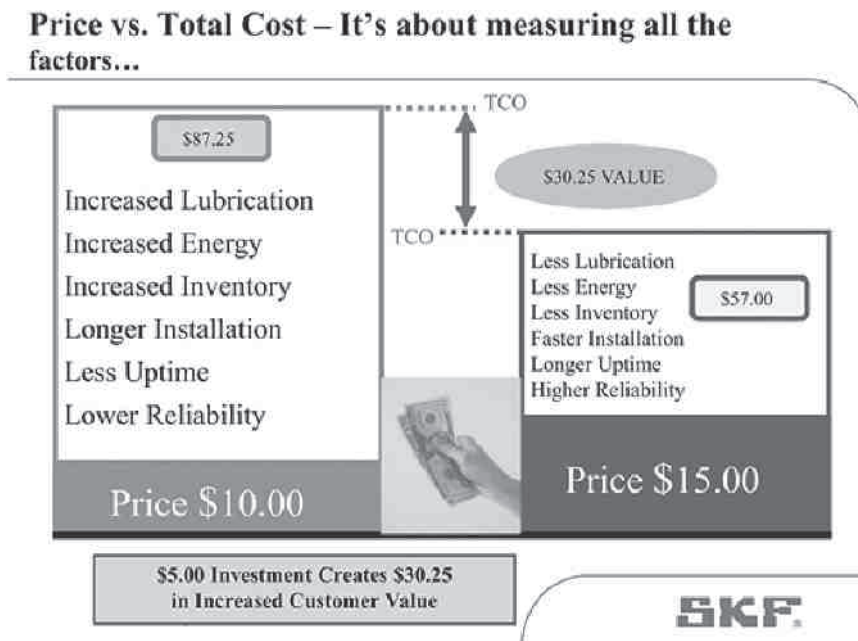 Price vs. Total Cost – It's about measuring all the
factors…
TCO
$87.25
Increased Lubrication
Increased Energy
Increased Inventory
Longer Installation
Less Uptime
Lower Reliability
Price $10.00
$30.25 VALUE
TCO
Less Lubrication
Less Energy
Less Inventory
Faster Installation
Longer Uptime
Higher Reliability
$57.00
Price $15.00
$5.00 Investment Creates $30.25
in Increased Customer Value
SKF®